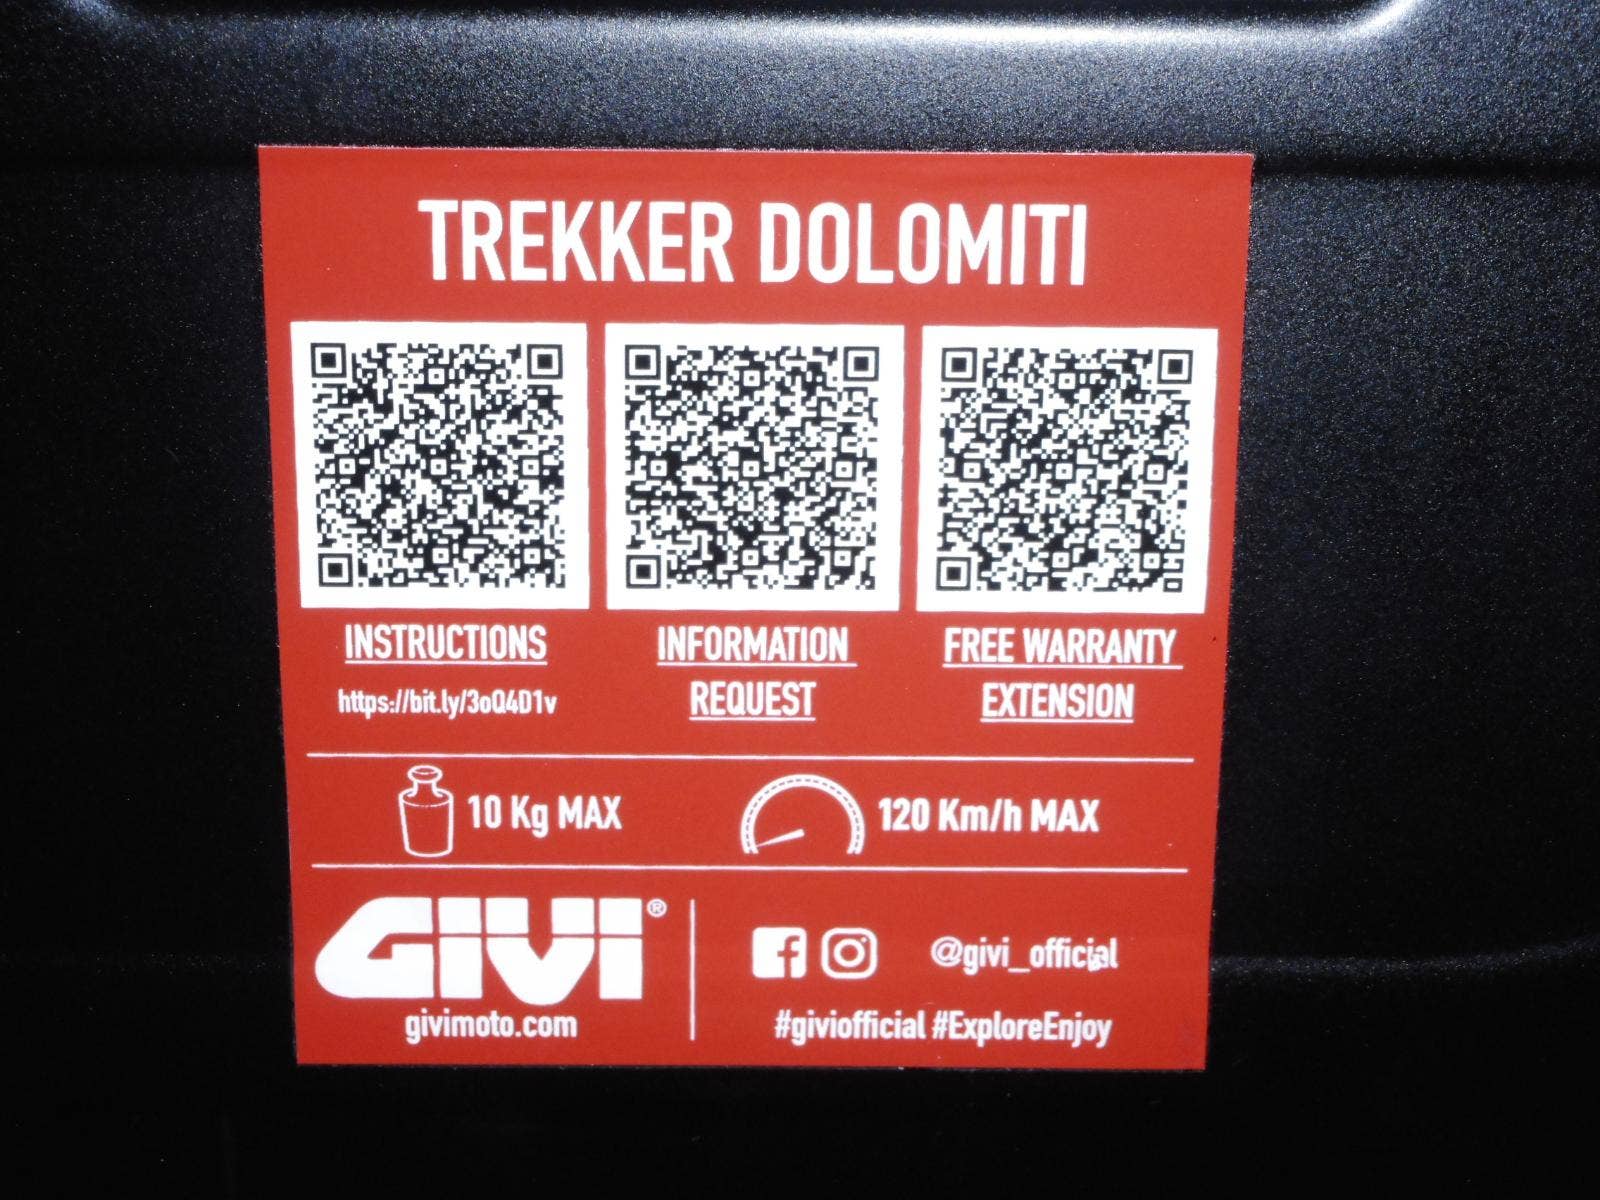 TREKKER DOLOMITI
INSTRUCTIONS
https://bit.ly/3oQ4D1v
INFORMATION
REQUEST
FREE WARRANTY
EXTENSION
10 Kg MAX
120 Km/h MAX
GIVI®
givimoto.com
@givi_official
#giviofficial #ExploreEnjoy